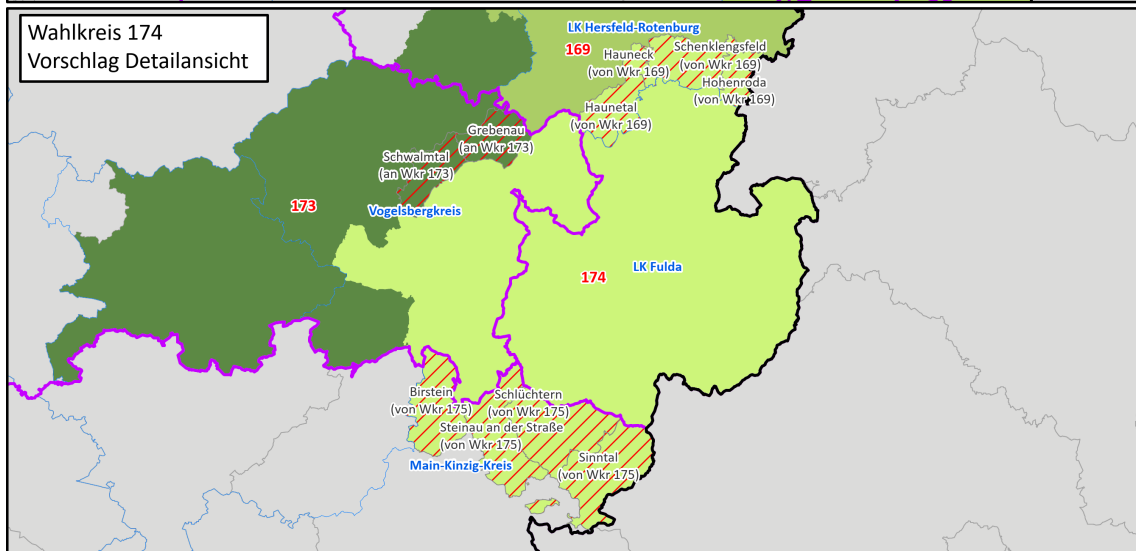 Wahlkreis 174
Vorschlag Detailansicht
LK Hersfeld-Rotenburg
169
Hauneck
(von Wkr 169)
Schenklengsfeld
(von Wkr 169)
Hohenroda
(von Wkr 169)
Haunetal
(von Wkr 169)
Grebenau
(an Wkr 173)
Schwalmtal
(an Wkr 173)
173
Vogelsbergkreis
174
LK Fulda
Birstein
(von Wkr 175)
Schlüchtern
(von Wkr 175)
Steinau an der Straße
(von Wkr 175)
Main-Kinzig-Kreis
Sinntal
(von Wkr 175)